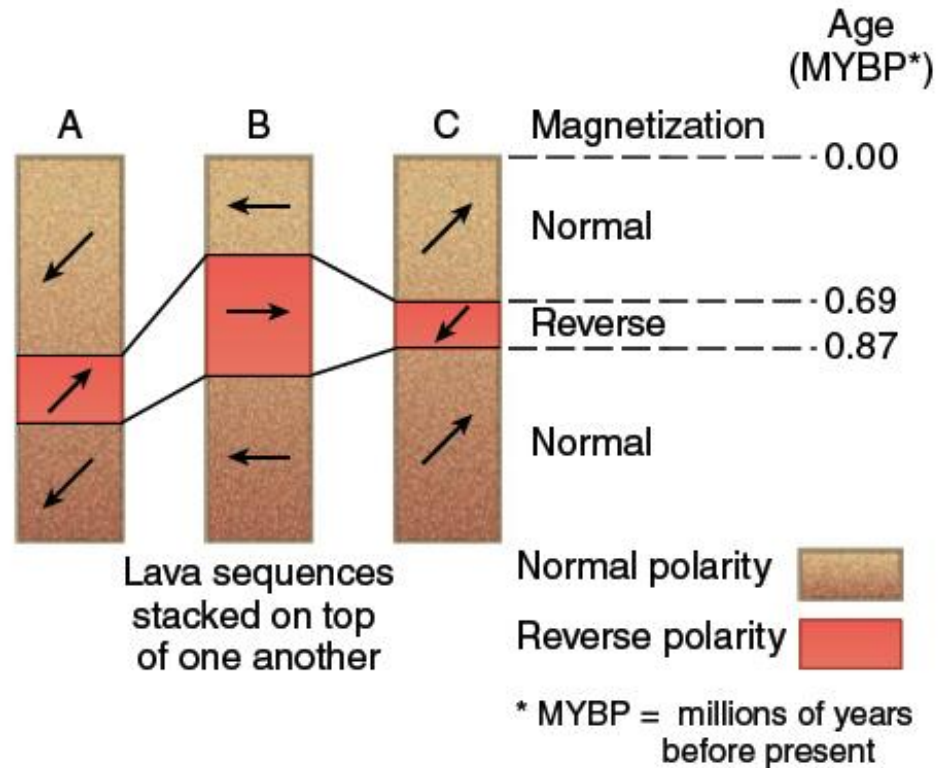 Age
(MYBP*)
A B C Magnetization
0.00
Normal
0.69
Reverse
0.87
Normal
Lava sequences
stacked on top
of one another
Normal polarity
Reverse polarity
* MYBP = millions of years
before present